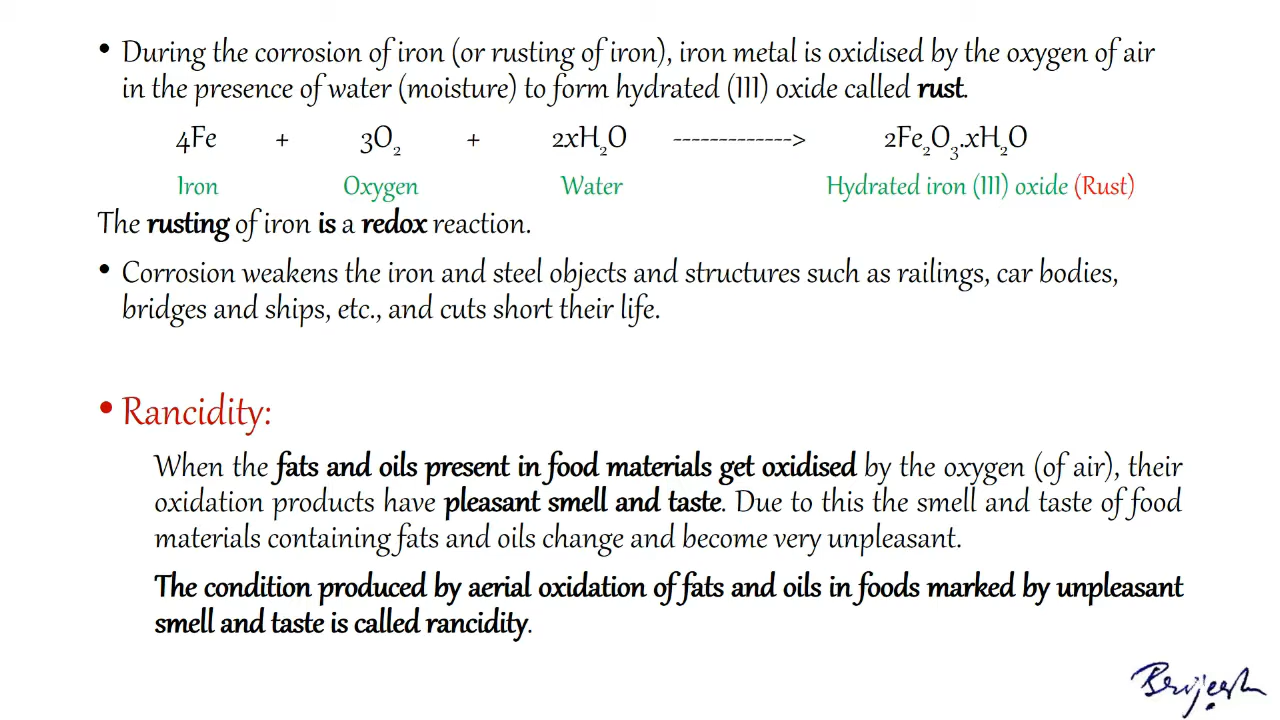 • During the corrosion of iron (or rusting of iron), iron metal is oxidised by the oxygen of air
in the presence of water (moisture) to form hydrated (III) oxide called rust.
4Fe + 3O₂ + 2xH₂O -------------> 2Fe₂O₃.xH₂O
Iron Oxygen Water Hydrated iron (III) oxide (Rust)
The rusting of iron is a redox reaction.
• Corrosion weakens the iron and steel objects and structures such as railings, car bodies,
bridges and ships, etc., and cuts short their life.
• Rancidity:
When the fats and oils present in food materials get oxidised by the oxygen (of air), their
oxidation products have pleasant smell and taste. Due to this the smell and taste of food
materials containing fats and oils change and become very unpleasant.
The condition produced by aerial oxidation of fats and oils in foods marked by unpleasant
smell and taste is called rancidity.